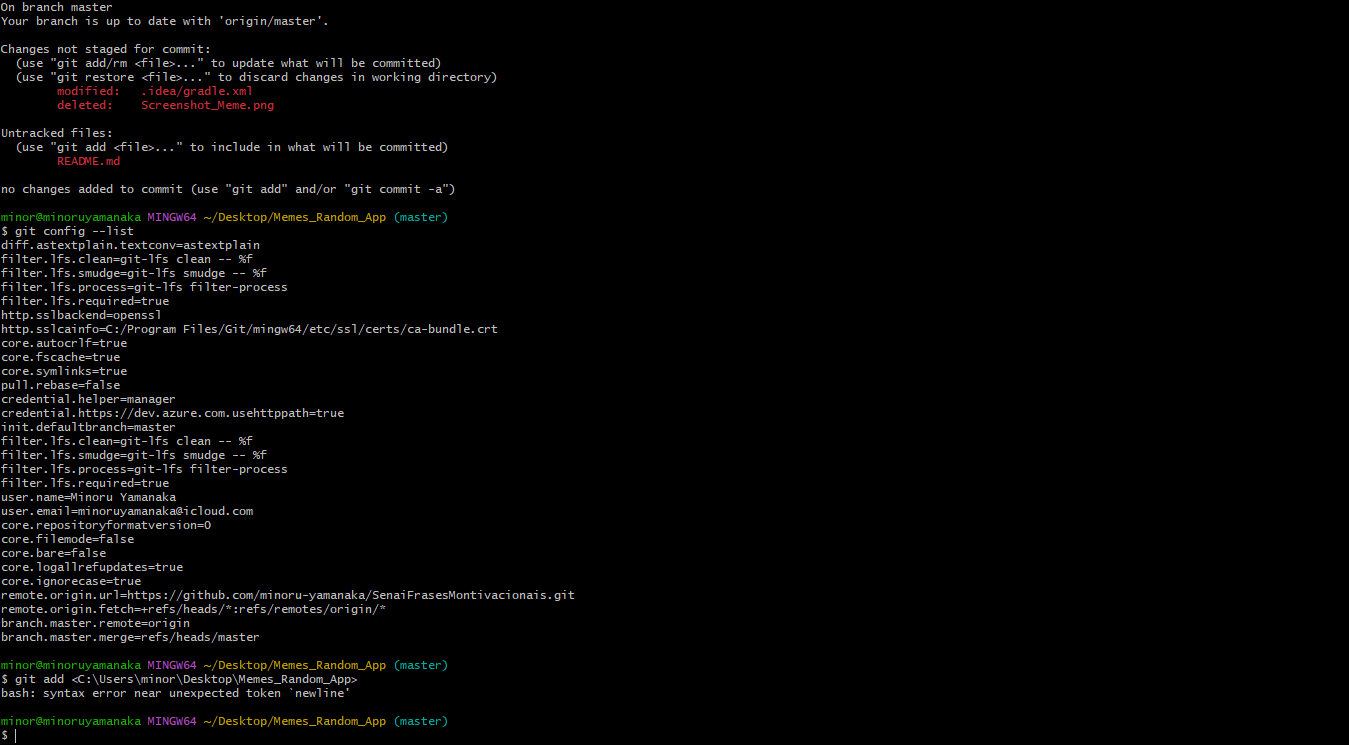 On branch master
Your branch is up to date with 'origin/master'.
Changes not staged for commit:
  (use "git add/rm <file>..." to update what will be committed)
  (use "git restore <file>..." to discard changes in working directory)
        modified:   .idea/gradle.xml
        deleted:    Screenshot_Meme.png
Untracked files:
  (use "git add <file>..." to include in what will be committed)
        README.md
no changes added to commit (use "git add" and/or "git commit -a")
minor@minoruyamanaka MINGW64 ~/Desktop/Memes_Random_App (master)
$ git config --list
diff.astextplain.textconv=astextplain
filter.lfs.clean=git-lfs clean -- %f
filter.lfs.smudge=git-lfs smudge -- %f
filter.lfs.process=git-lfs filter-process
filter.lfs.required=true
http.sslbackend=openssl
http.sslcainfo=C:/Program Files/Git/mingw64/etc/ssl/certs/ca-bundle.crt
core.autocrlf=true
core.fscache=true
core.symlinks=true
pull.rebase=false
credential.helper=manager
credential.https://dev.azure.com.usehttppath=true
init.defaultbranch=master
filter.lfs.clean=git-lfs clean -- %f
filter.lfs.smudge=git-lfs smudge -- %f
filter.lfs.process=git-lfs filter-process
filter.lfs.required=true
user.name=Minoru Yamanaka
user.email=minoruyamanaka@icloud.com
core.repositoryformatversion=0
core.filemode=false
core.bare=false
core.logallrefupdates=true
core.ignorecase=true
remote.origin.url=https://github.com/minoru-yamanaka/SenaiFrasesMontivacionais.git
remote.origin.fetch=+refs/heads/*:refs/remotes/origin/*
branch.master.remote=origin
branch.master.merge=refs/heads/master
minor@minoruyamanaka MINGW64 ~/Desktop/Memes_Random_App (master)
$ git add <C:\Users\minor\Desktop\Memes_Random_App>
bash: syntax error near unexpected token `newline'
minor@minoruyamanaka MINGW64 ~/Desktop/Memes_Random_App (master)
$